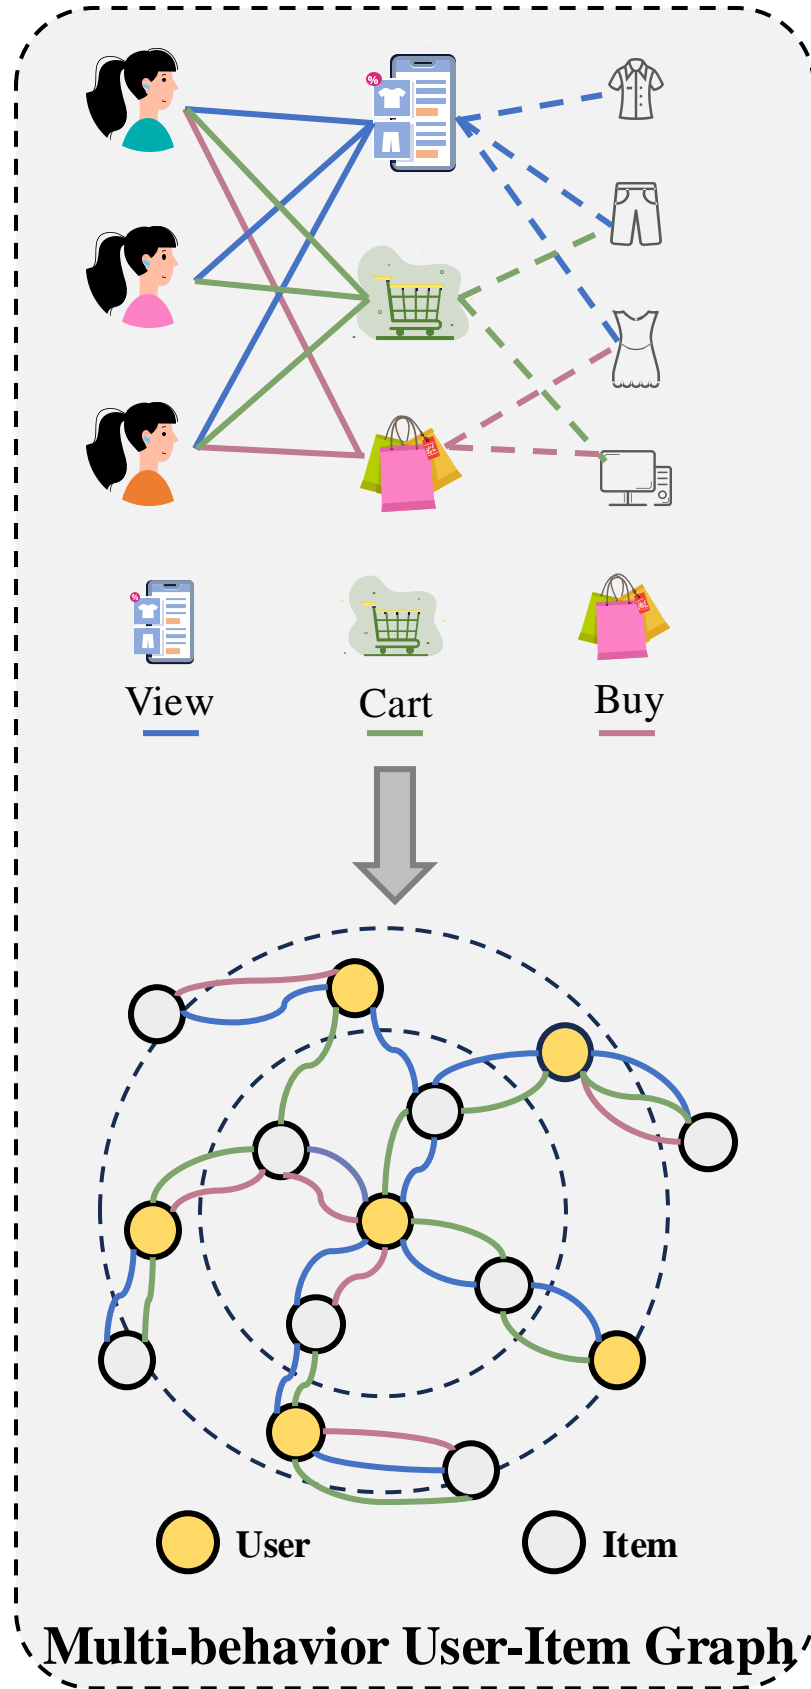 %
%
View
Cart
Buy
User
Item
Multi-behavior User-Item Graph